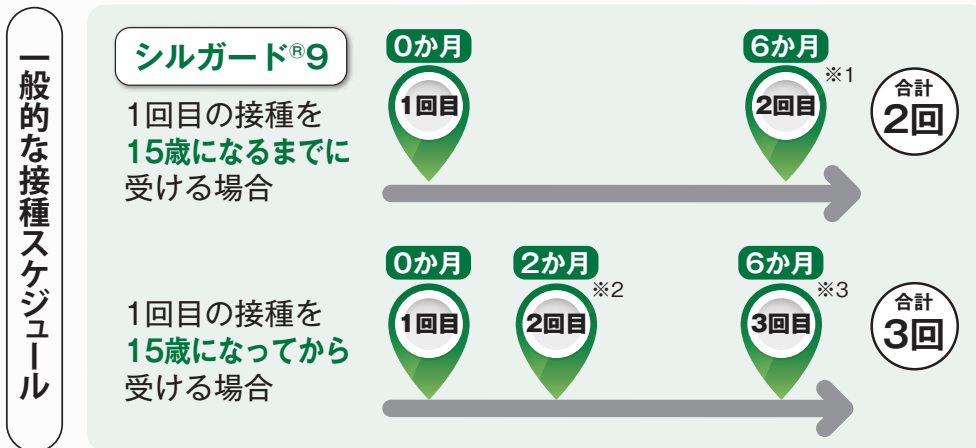 一般的な接種スケジュール
シルガード®9
1回目の接種を
15歳になるまでに
受ける場合
0か月
1回目
6か月
※1
2回目
合計
2回
1回目の接種を
15歳になってから
受ける場合
0か月
1回目
2か月
※2
2回目
6か月
※3
3回目
合計
3回